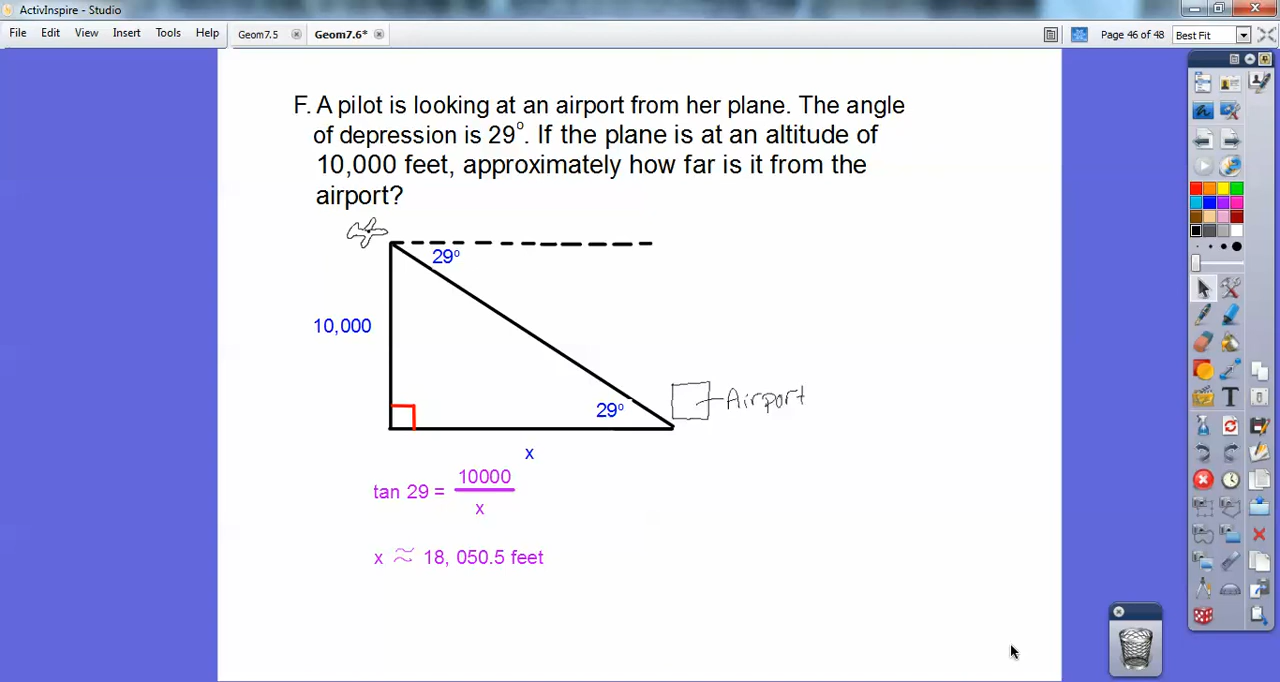 ActivInspire - Studio
File Edit View Insert Tools Help
Geom7.5 Geom7.6*
Page 46 of 48 Best Fit
F. A pilot is looking at an airport from her plane. The angle
of depression is 29°. If the plane is at an altitude of
10,000 feet, approximately how far is it from the
airport?
29°
10,000
29°
Airport
x
tan 29 = 10000
x
x ≈ 18, 050.5 feet